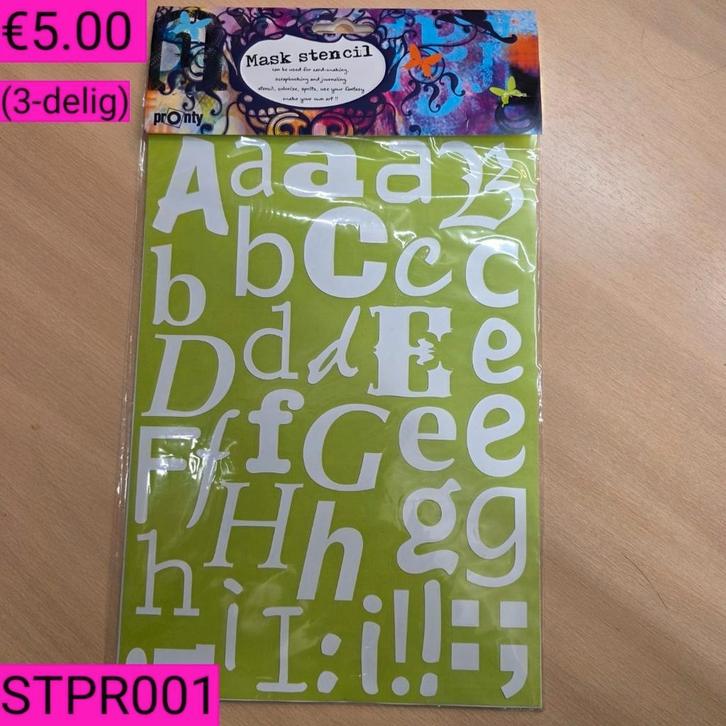 €5.00
(3-delig)
Mask stencil
can be used for card-making,
scrapbooking and journaling
stencil, colorize, spritz, use your fantasy
make your own art !!
prOnty
A a a a B
b b C c c
D d d E e
F f f G e e
H h g g
h i I : i ! ! :
;
STPR001